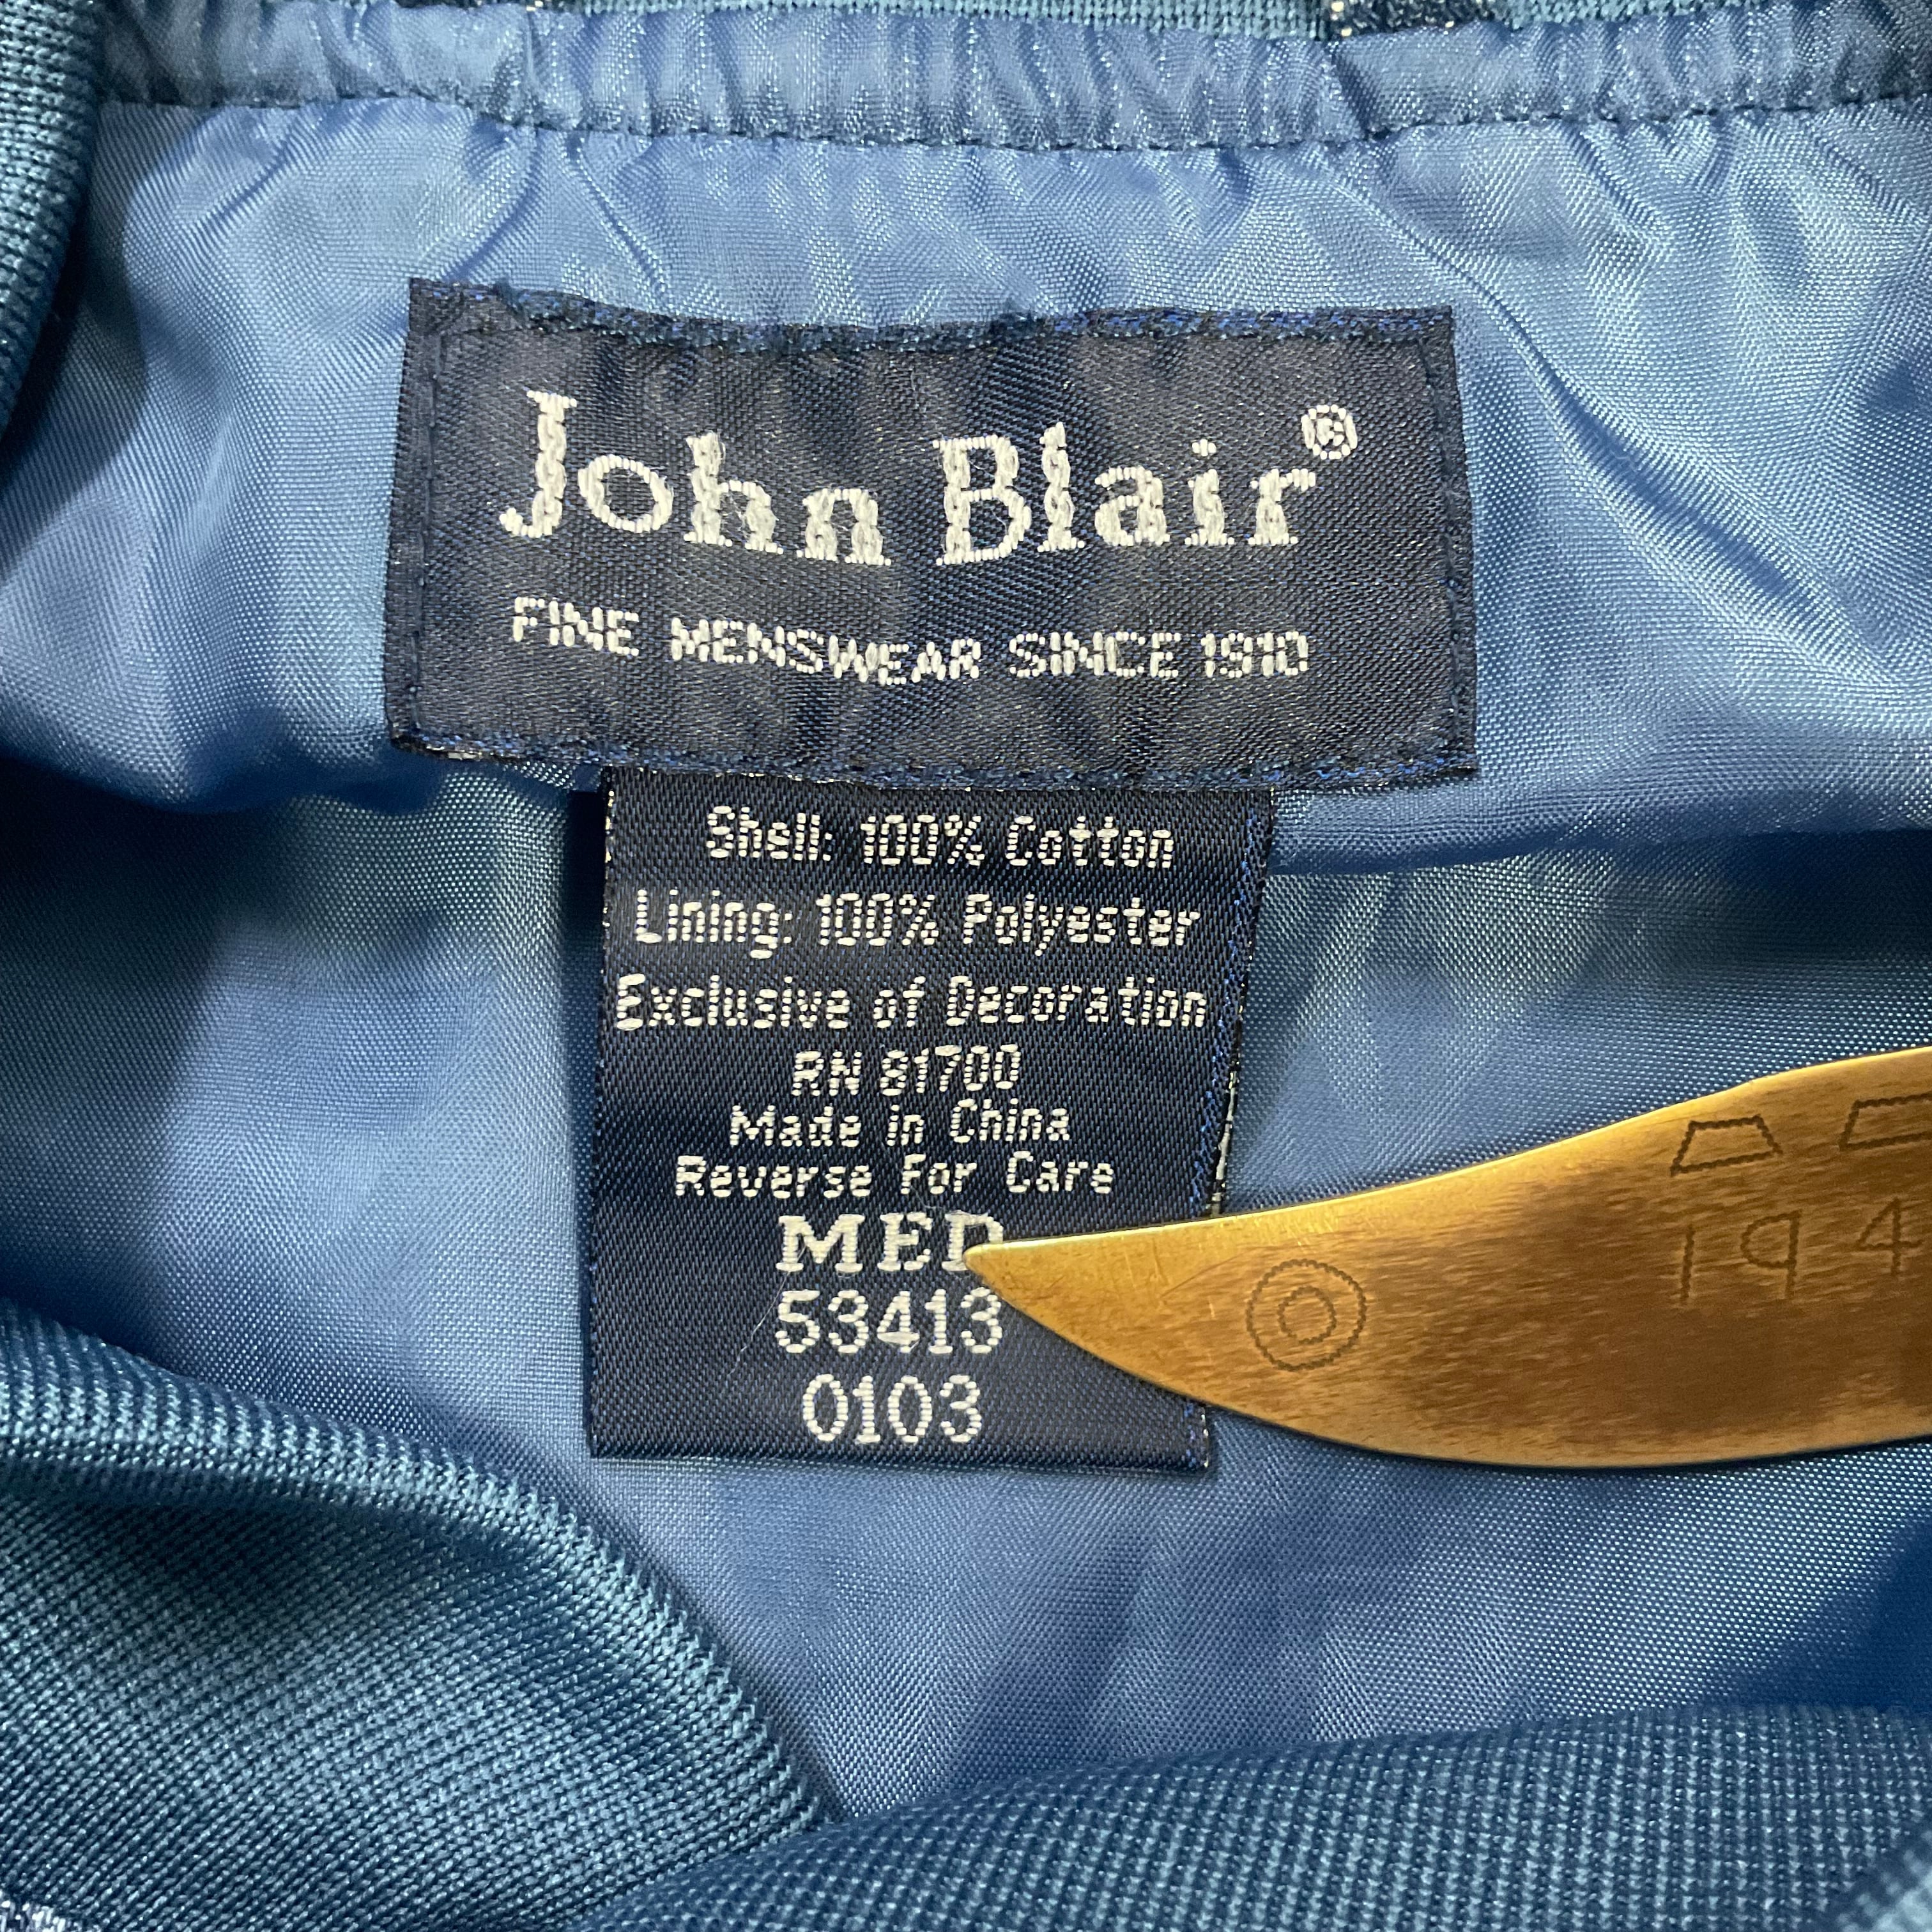 John Blair®
FINE MENSWEAR SINCE 1910
Shell: 100% Cotton
Lining: 100% Polyester
Exclusive of Decoration
RN 81700
Made in China
Reverse For Care
MED
53413
0103
194